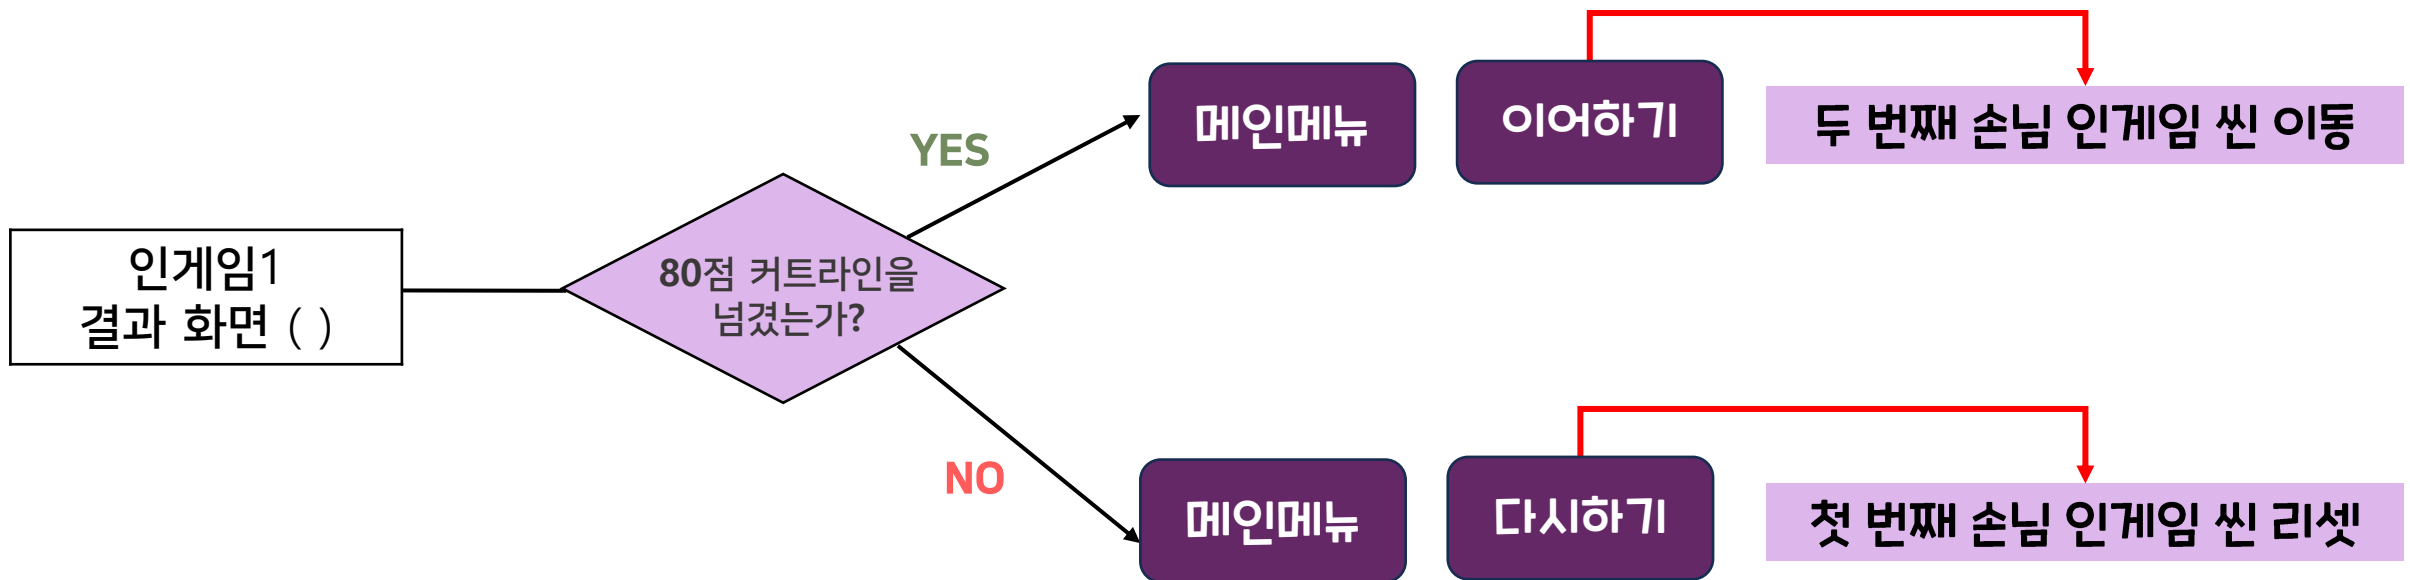 인게임1
결과 화면 ( )
80점 커트라인을
넘겼는가?
YES
메인메뉴
이어하기
두 번째 손님 인게임 씬 이동
NO
메인메뉴
다시하기
첫 번째 손님 인게임 씬 리셋